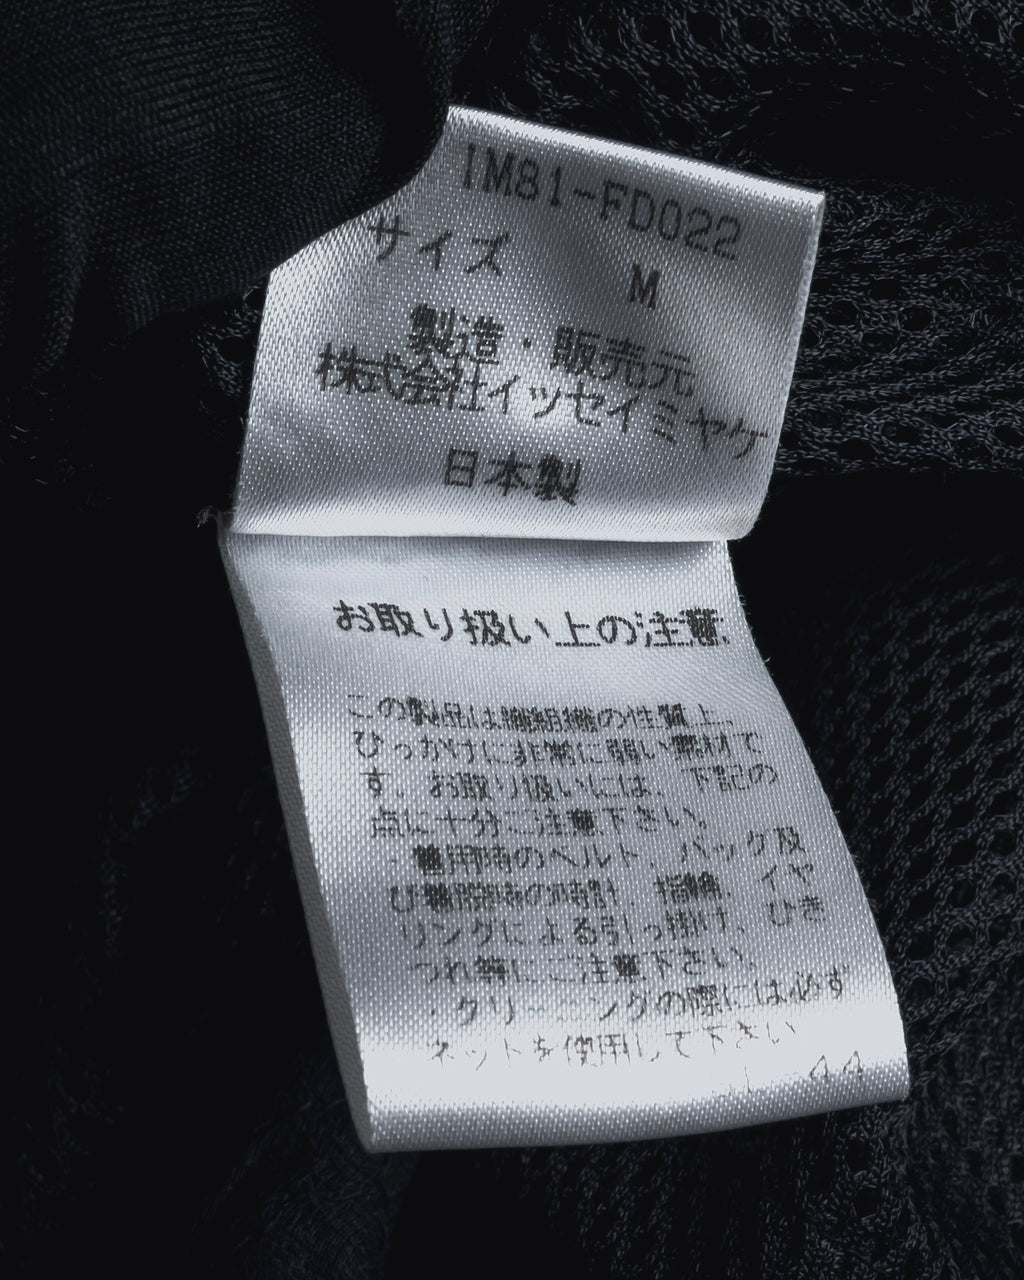 IM81-FD022
サイズ M
製造・販売元
株式会社イッセイミヤケ
日本製
お取り扱い上の注意
この製品は編組織の性質上、
ひっかけに非常に弱い素材で
す。お取り扱いには、下記の
点に十分ご注意下さい。
・着用時のベルト、バッグ及
び着用時の時計、指輪、イヤ
リングによる引っ掛け、ひき
つれ等にご注意下さい。
・クリーニングの際には必ず
ネットを使用して下さい
44